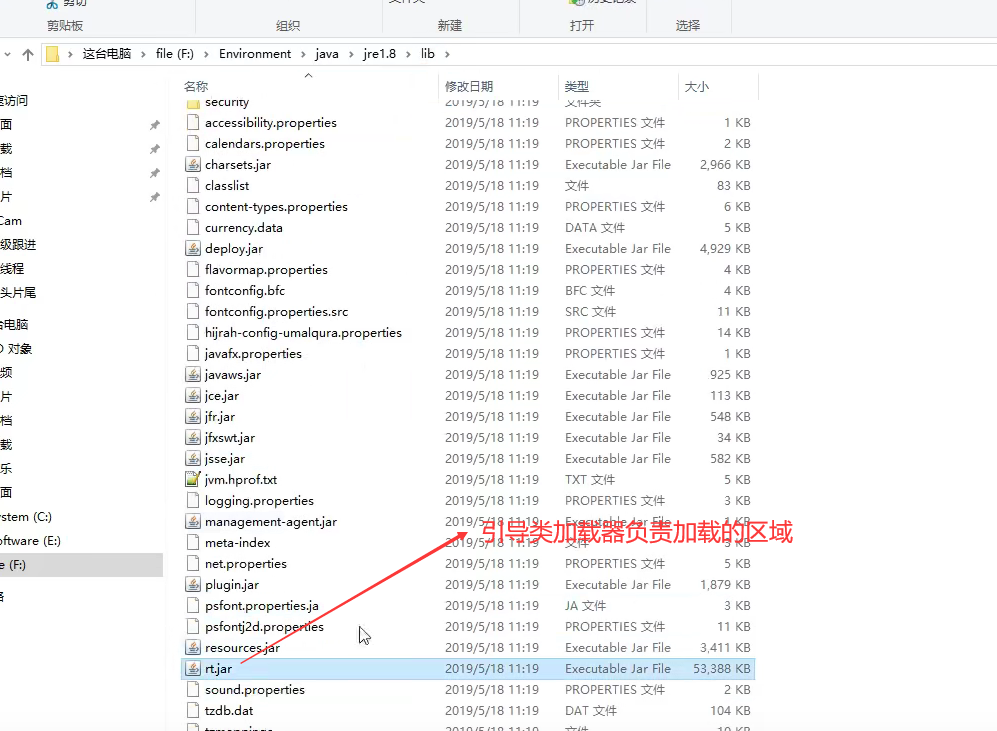 剪切
剪贴板 组织 新建 打开 选择
历史记录
这台电脑 > file (F:) > Environment > java > jre1.8 > lib >
名称 修改日期 类型 大小
security 2019/5/18 11:19 文件夹
accessibility.properties 2019/5/18 11:19 PROPERTIES 文件 1 KB
calendars.properties 2019/5/18 11:19 PROPERTIES 文件 2 KB
charsets.jar 2019/5/18 11:19 Executable Jar File 2,966 KB
classlist 2019/5/18 11:19 文件 83 KB
content-types.properties 2019/5/18 11:19 PROPERTIES 文件 6 KB
currency.data 2019/5/18 11:19 DATA 文件 5 KB
deploy.jar 2019/5/18 11:19 Executable Jar File 4,929 KB
flavormap.properties 2019/5/18 11:19 PROPERTIES 文件 4 KB
fontconfig.bfc 2019/5/18 11:19 BFC 文件 4 KB
fontconfig.properties.src 2019/5/18 11:19 SRC 文件 11 KB
hijrah-config-umalqura.properties 2019/5/18 11:19 PROPERTIES 文件 14 KB
javafx.properties 2019/5/18 11:19 PROPERTIES 文件 1 KB
javaws.jar 2019/5/18 11:19 Executable Jar File 925 KB
jce.jar 2019/5/18 11:19 Executable Jar File 113 KB
jfr.jar 2019/5/18 11:19 Executable Jar File 548 KB
jfxswt.jar 2019/5/18 11:19 Executable Jar File 34 KB
jsse.jar 2019/5/18 11:19 Executable Jar File 582 KB
jvm.hprof.txt 2019/5/18 11:19 TXT 文件 5 KB
logging.properties 2019/5/18 11:19 PROPERTIES 文件 3 KB
management-agent.jar 2019/5/18 11:19 Executable Jar File 1 KB
引导类加载器负责加载的区域
meta-index 2019/5/18 11:19 文件 3 KB
net.properties 2019/5/18 11:19 PROPERTIES 文件 5 KB
plugin.jar 2019/5/18 11:19 Executable Jar File 1,879 KB
psfont.properties.ja 2019/5/18 11:19 JA 文件 3 KB
psfontj2d.properties 2019/5/18 11:19 PROPERTIES 文件 11 KB
resources.jar 2019/5/18 11:19 Executable Jar File 3,411 KB
rt.jar 2019/5/18 11:19 Executable Jar File 53,388 KB
sound.properties 2019/5/18 11:19 PROPERTIES 文件 2 KB
tzdb.dat 2019/5/18 11:19 DAT 文件 104 KB
速访问
面
载
档
片
Cam
级跟进
线程
头片尾
台电脑
D 对象
频
片
档
载
乐
面
stem (C:)
oftware (E:)
e (F:)
络